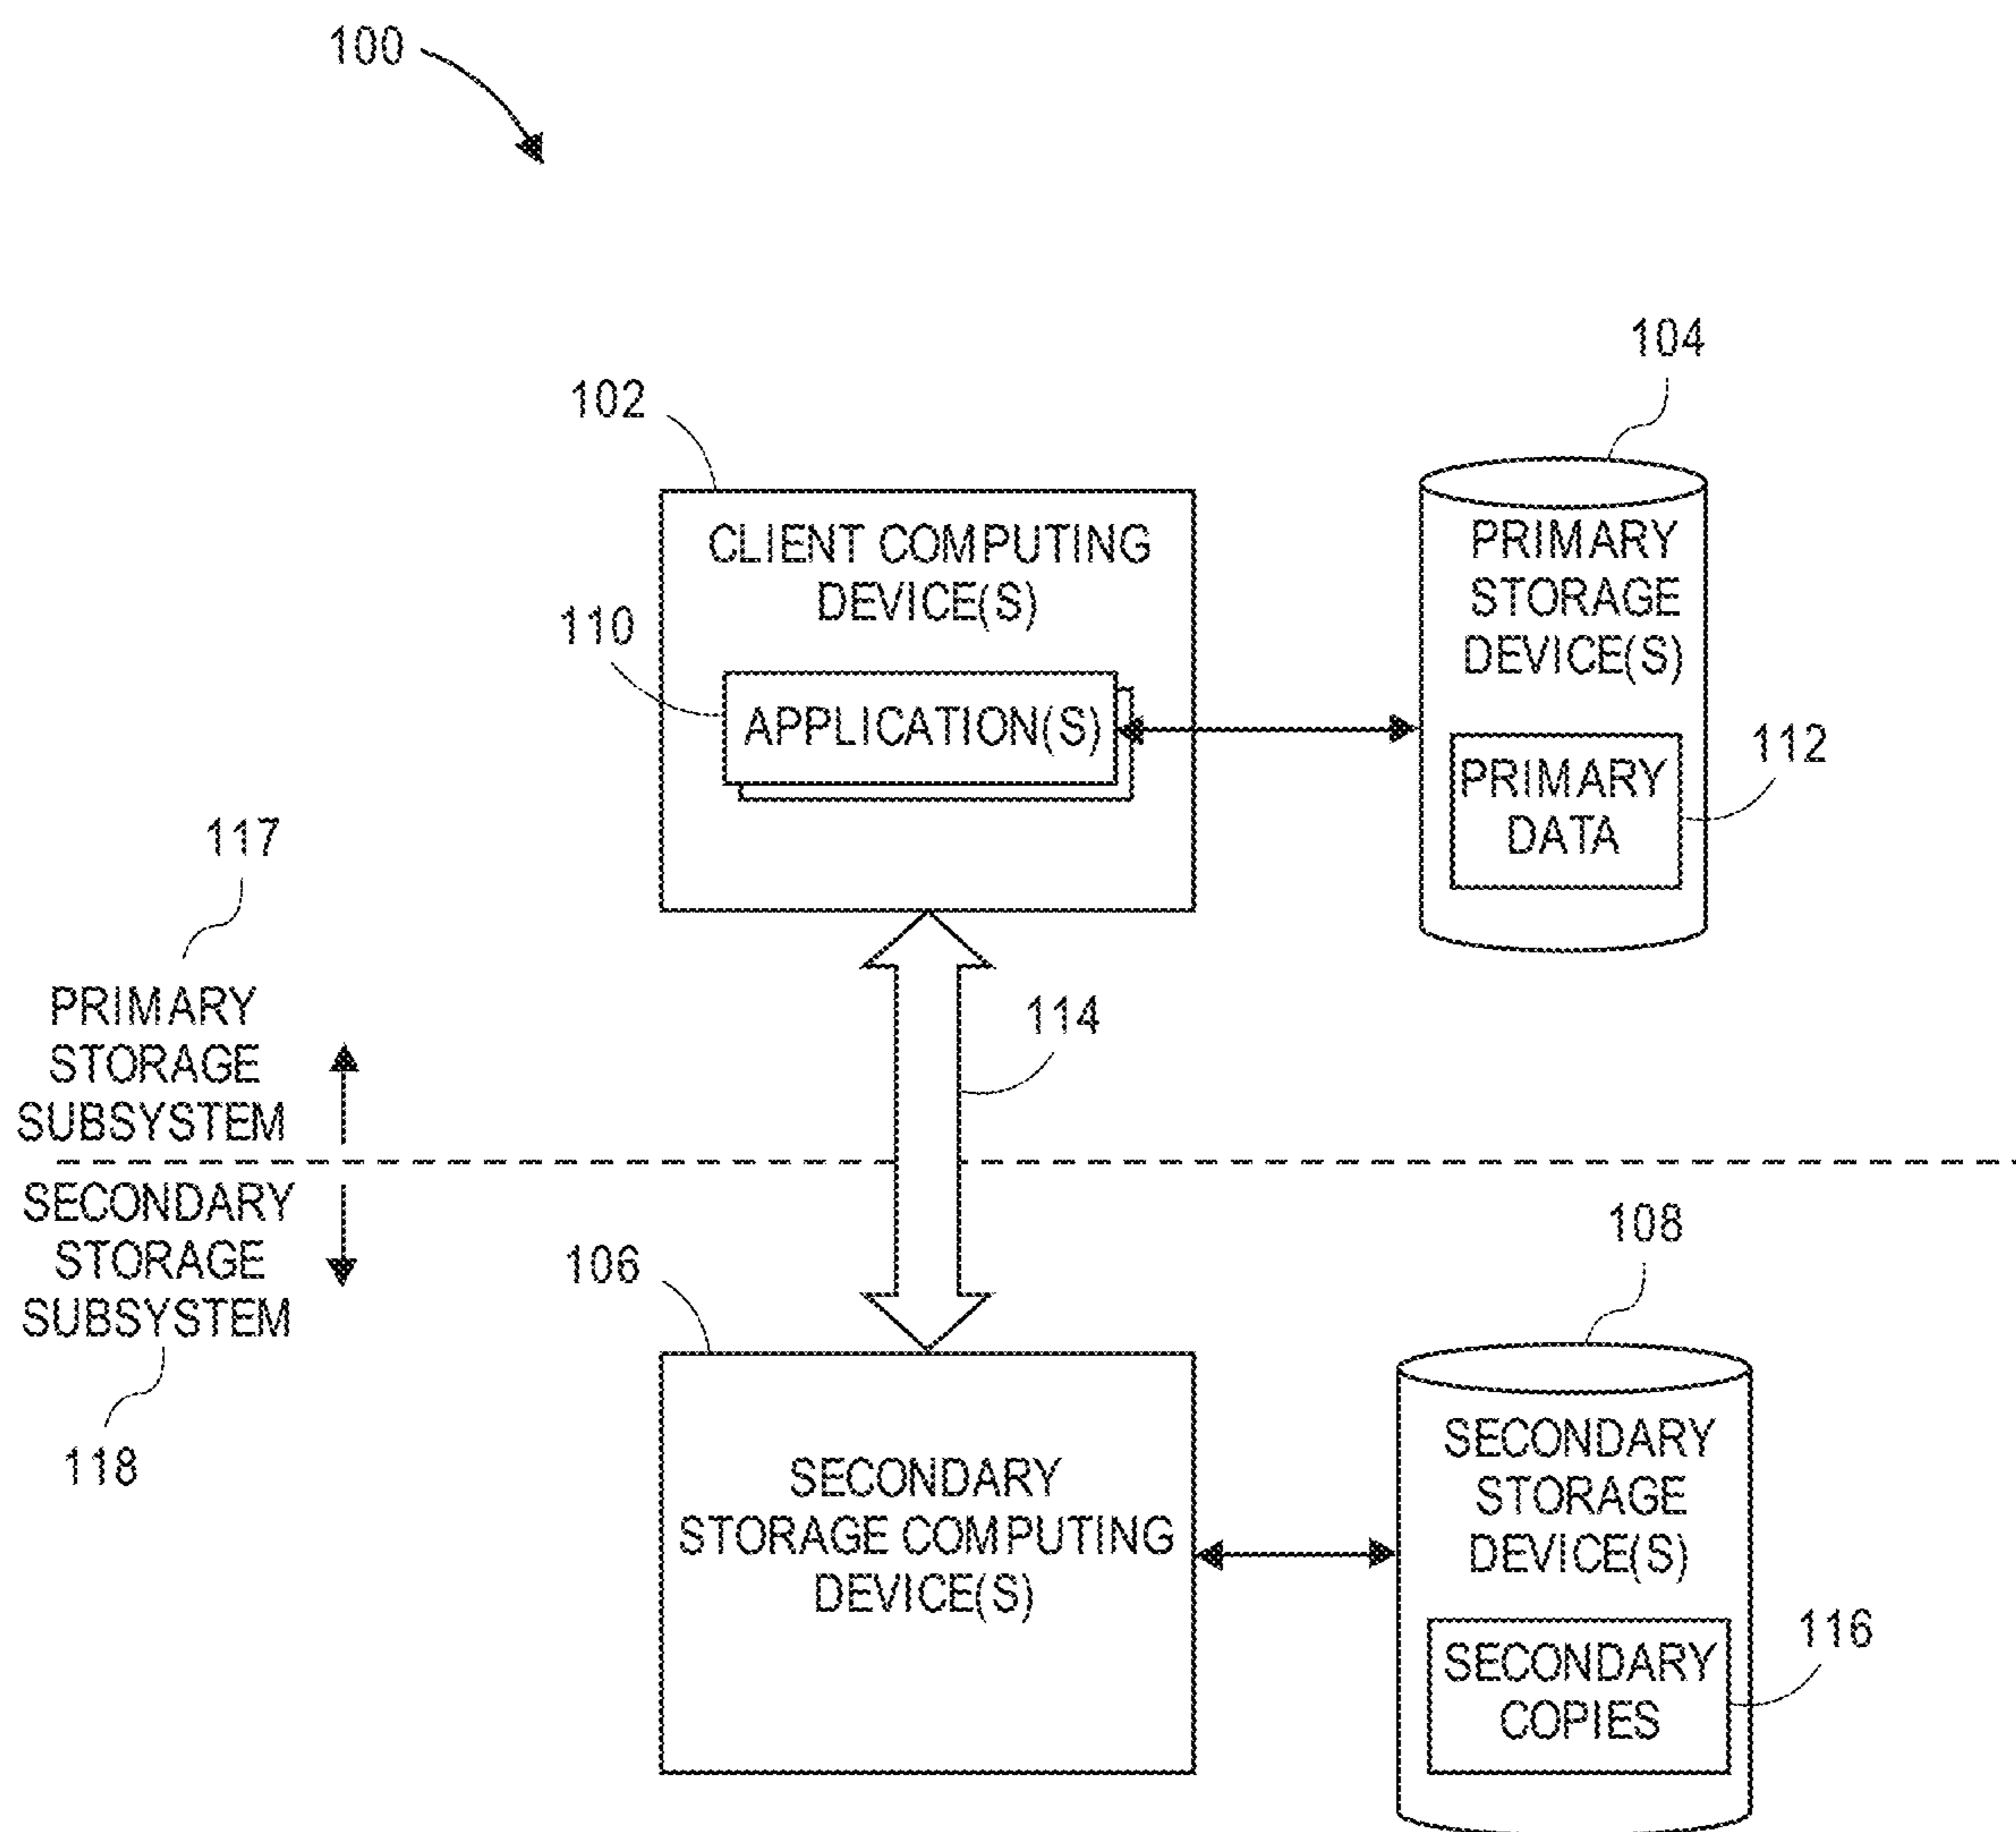 100
104
102
CLIENT COMPUTING
DEVICE(S)
PRIMARY
STORAGE
DEVICE(S)
110
APPLICATION(S)
112
PRIMARY
DATA
117
PRIMARY
STORAGE
SUBSYSTEM
114
SECONDARY
STORAGE
SUBSYSTEM
118
106
108
SECONDARY
STORAGE COMPUTING
DEVICE(S)
SECONDARY
STORAGE
DEVICE(S)
116
SECONDARY
COPIES